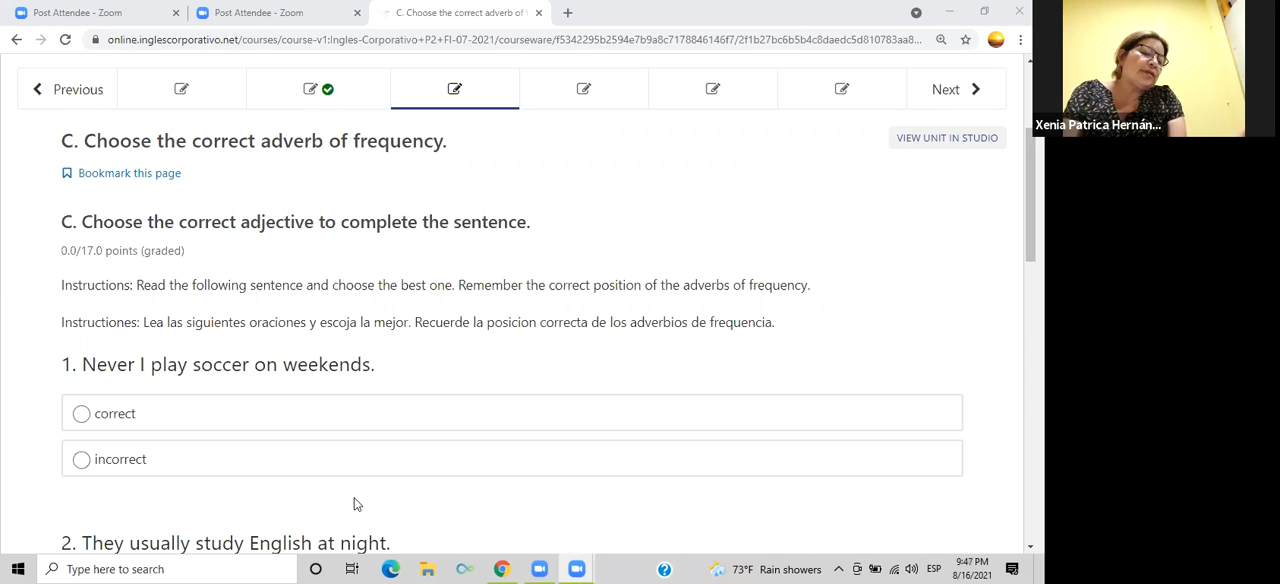 Post Attendee - Zoom
Post Attendee - Zoom
C. Choose the correct adverb of
online.inglescorporativo.net/courses/course-v1:Ingles-Corporativo+P2+FI-07-2021/courseware/f5342295b2594e7b9a8c7178846146f7/2f1b27bc6b5b4c8daedc5d810783aa8...
Previous
Next
C. Choose the correct adverb of frequency.
VIEW UNIT IN STUDIO
Bookmark this page
C. Choose the correct adjective to complete the sentence.
0.0/17.0 points (graded)
Instructions: Read the following sentence and choose the best one. Remember the correct position of the adverbs of frequency.
Instructiones: Lea las siguientes oraciones y escoja la mejor. Recuerde la posicion correcta de los adverbios de frequencia.
1. Never I play soccer on weekends.
correct
incorrect
2. They usually study English at night.
Xenia Patrica Hernán...
Type here to search
73°F Rain showers
ESP
9:47 PM
8/16/2021